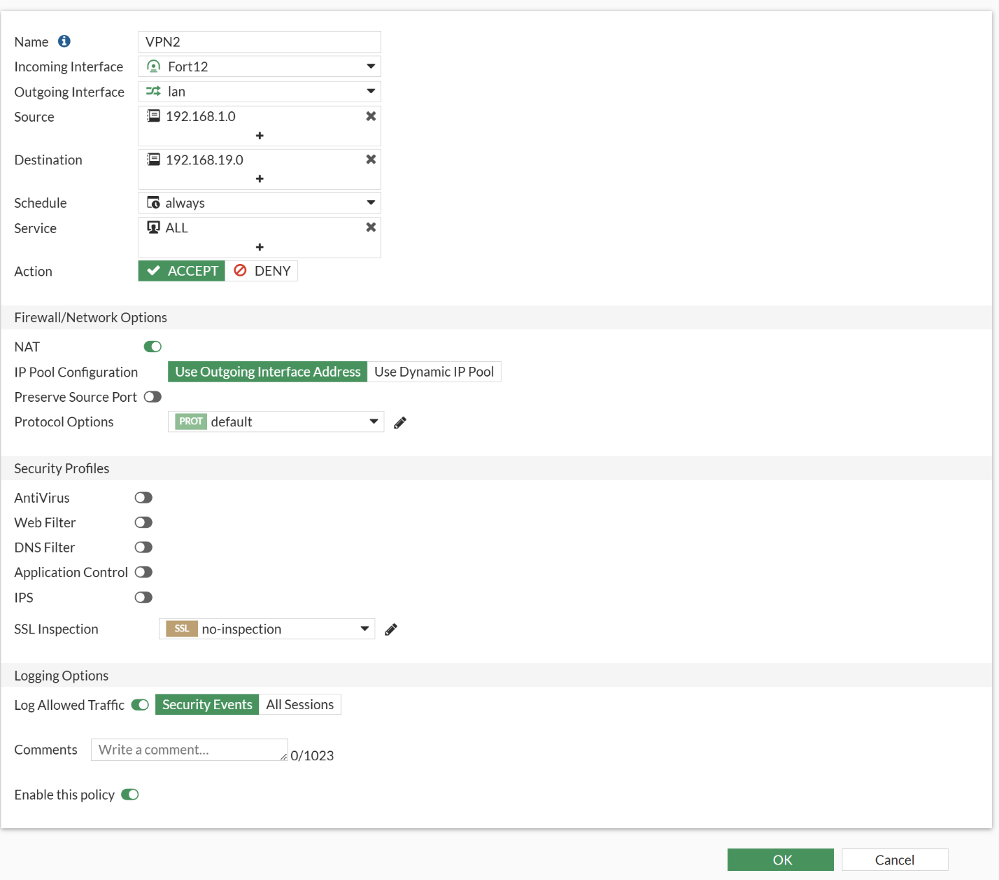 Name VPN2
Incoming Interface Fort12
Outgoing Interface lan
Source 192.168.1.0
+
Destination 192.168.19.0
+
Schedule always
Service ALL
+
Action ACCEPT DENY
Firewall/Network Options
NAT
IP Pool Configuration Use Outgoing Interface Address Use Dynamic IP Pool
Preserve Source Port
Protocol Options PROT default
Security Profiles
AntiVirus
Web Filter
DNS Filter
Application Control
IPS
SSL Inspection SSL no-inspection
Logging Options
Log Allowed Traffic Security Events All Sessions
Comments Write a comment... 0/1023
Enable this policy
OK Cancel